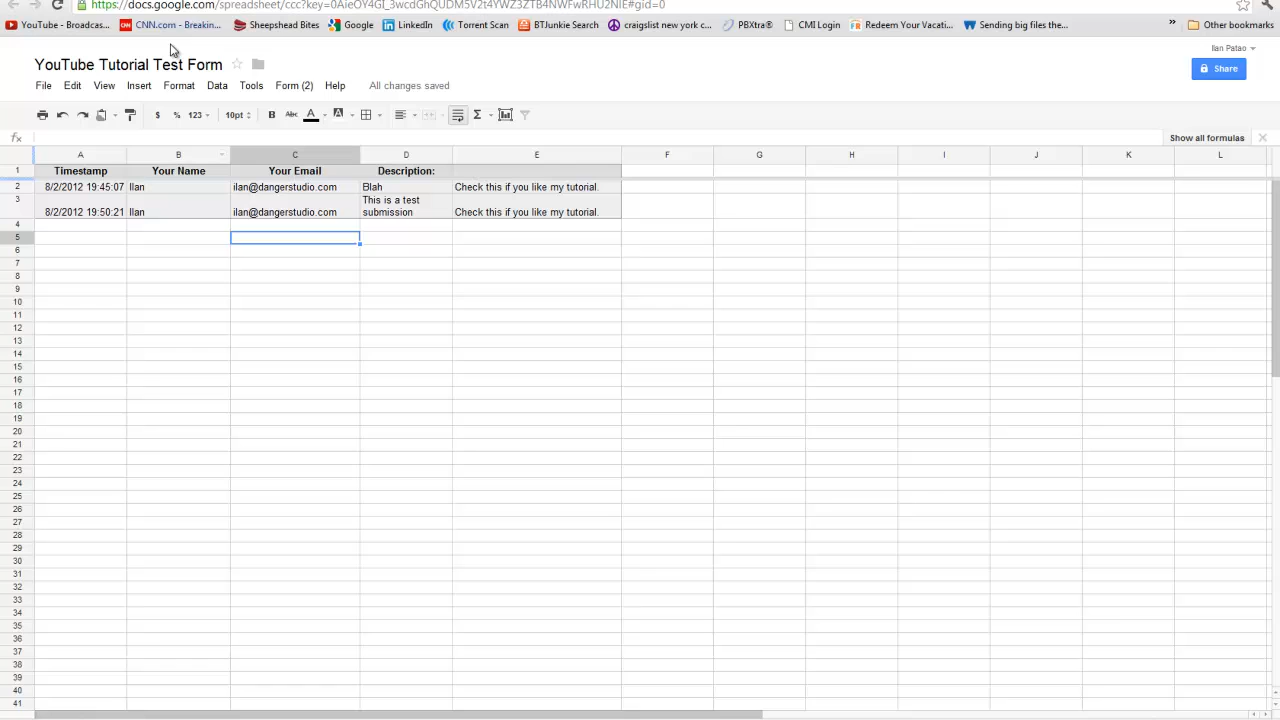 https://docs.google.com/spreadsheet/ccc?key=0AieOY4Gf_3wcdGhQUDM5V2t4YWZ3ZTB4NWFwRHU2NlE#gid=0
YouTube - Broadcas... CNN.com - Breakin... Sheepshead Bites Google LinkedIn Torrent Scan BTJunkie Search craigslist new york c... PBXtra® CMI Login Redeem Your Vacati... Sending big files the... » Other bookmarks
Ilan Patao
YouTube Tutorial Test Form
Share
File Edit View Insert Format Data Tools Form (2) Help All changes saved
$ % 123 10pt B Abc A A Σ
fx Show all formulas
A B C D E F G H I J K L
1 Timestamp Your Name Your Email Description:
2 8/2/2012 19:45:07 Ilan ilan@dangerstudio.com Blah Check this if you like my tutorial.
3 This is a test
8/2/2012 19:50:21 Ilan ilan@dangerstudio.com submission Check this if you like my tutorial.
4
5
6
7
8
9
10
11
12
13
14
15
16
17
18
19
20
21
22
23
24
25
26
27
28
29
30
31
32
33
34
35
36
37
38
39
40
41